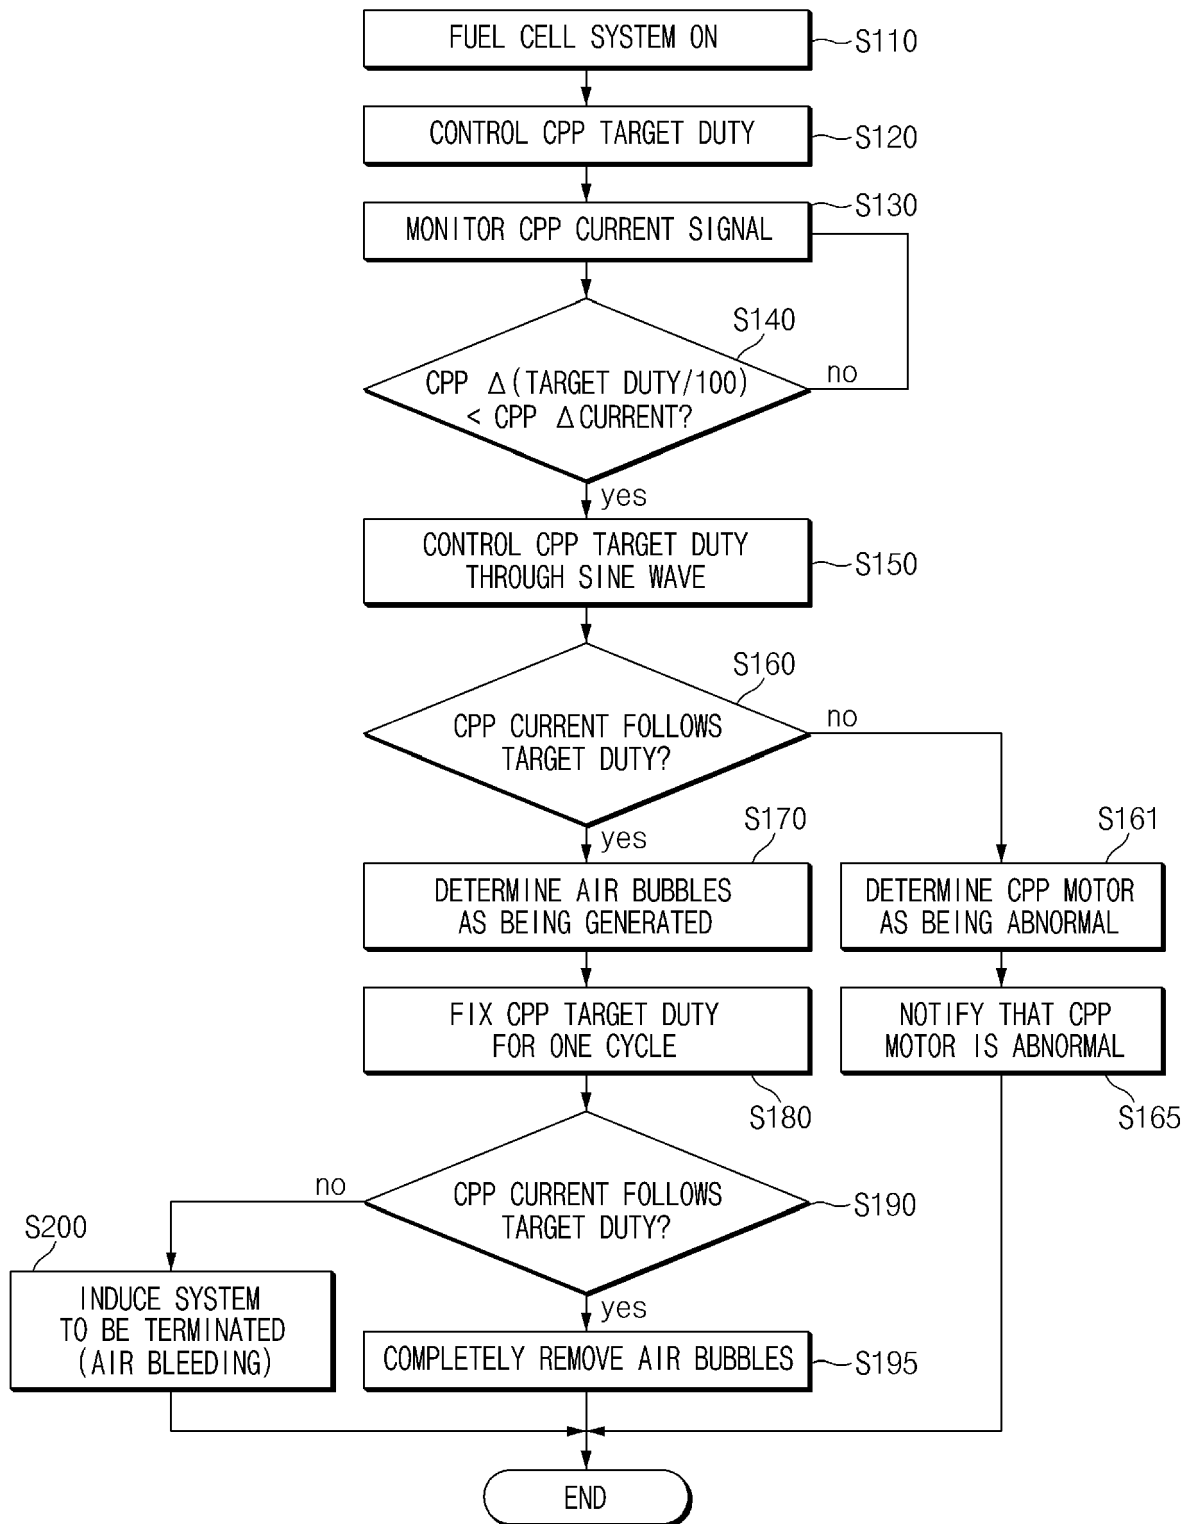 FUEL CELL SYSTEM ON
S110
CONTROL CPP TARGET DUTY
S120
S130
MONITOR CPP CURRENT SIGNAL
S140
CPP Δ(TARGET DUTY/100)
< CPP ΔCURRENT?
no
yes
CONTROL CPP TARGET DUTY
THROUGH SINE WAVE
S150
S160
CPP CURRENT FOLLOWS
TARGET DUTY?
no
yes
S170
S161
DETERMINE AIR BUBBLES
AS BEING GENERATED
DETERMINE CPP MOTOR
AS BEING ABNORMAL
FIX CPP TARGET DUTY
FOR ONE CYCLE
NOTIFY THAT CPP
MOTOR IS ABNORMAL
S180
S165
CPP CURRENT FOLLOWS
TARGET DUTY?
S190
no
yes
S200
INDUCE SYSTEM
TO BE TERMINATED
(AIR BLEEDING)
COMPLETELY REMOVE AIR BUBBLES
S195
END